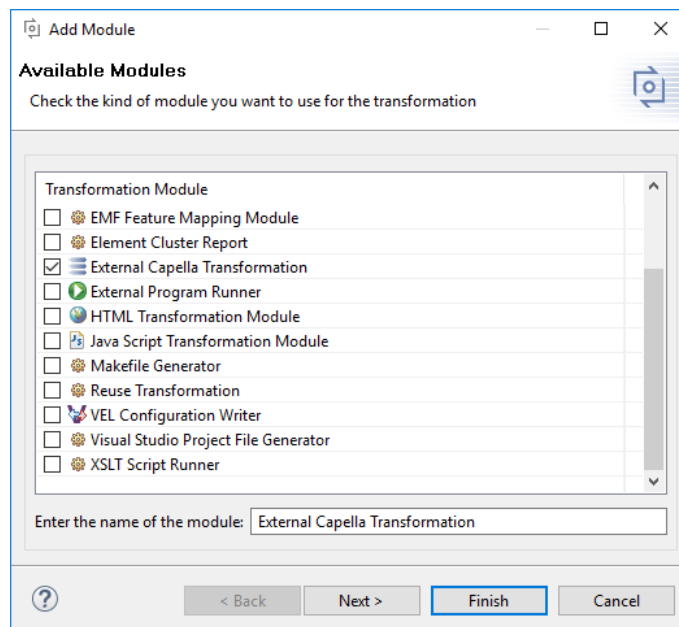 Add Module
Available Modules
Check the kind of module you want to use for the transformation
Transformation Module
EMF Feature Mapping Module
Element Cluster Report
External Capella Transformation
External Program Runner
HTML Transformation Module
Java Script Transformation Module
Makefile Generator
Reuse Transformation
VEL Configuration Writer
Visual Studio Project File Generator
XSLT Script Runner
Enter the name of the module: External Capella Transformation
? < Back Next > Finish Cancel